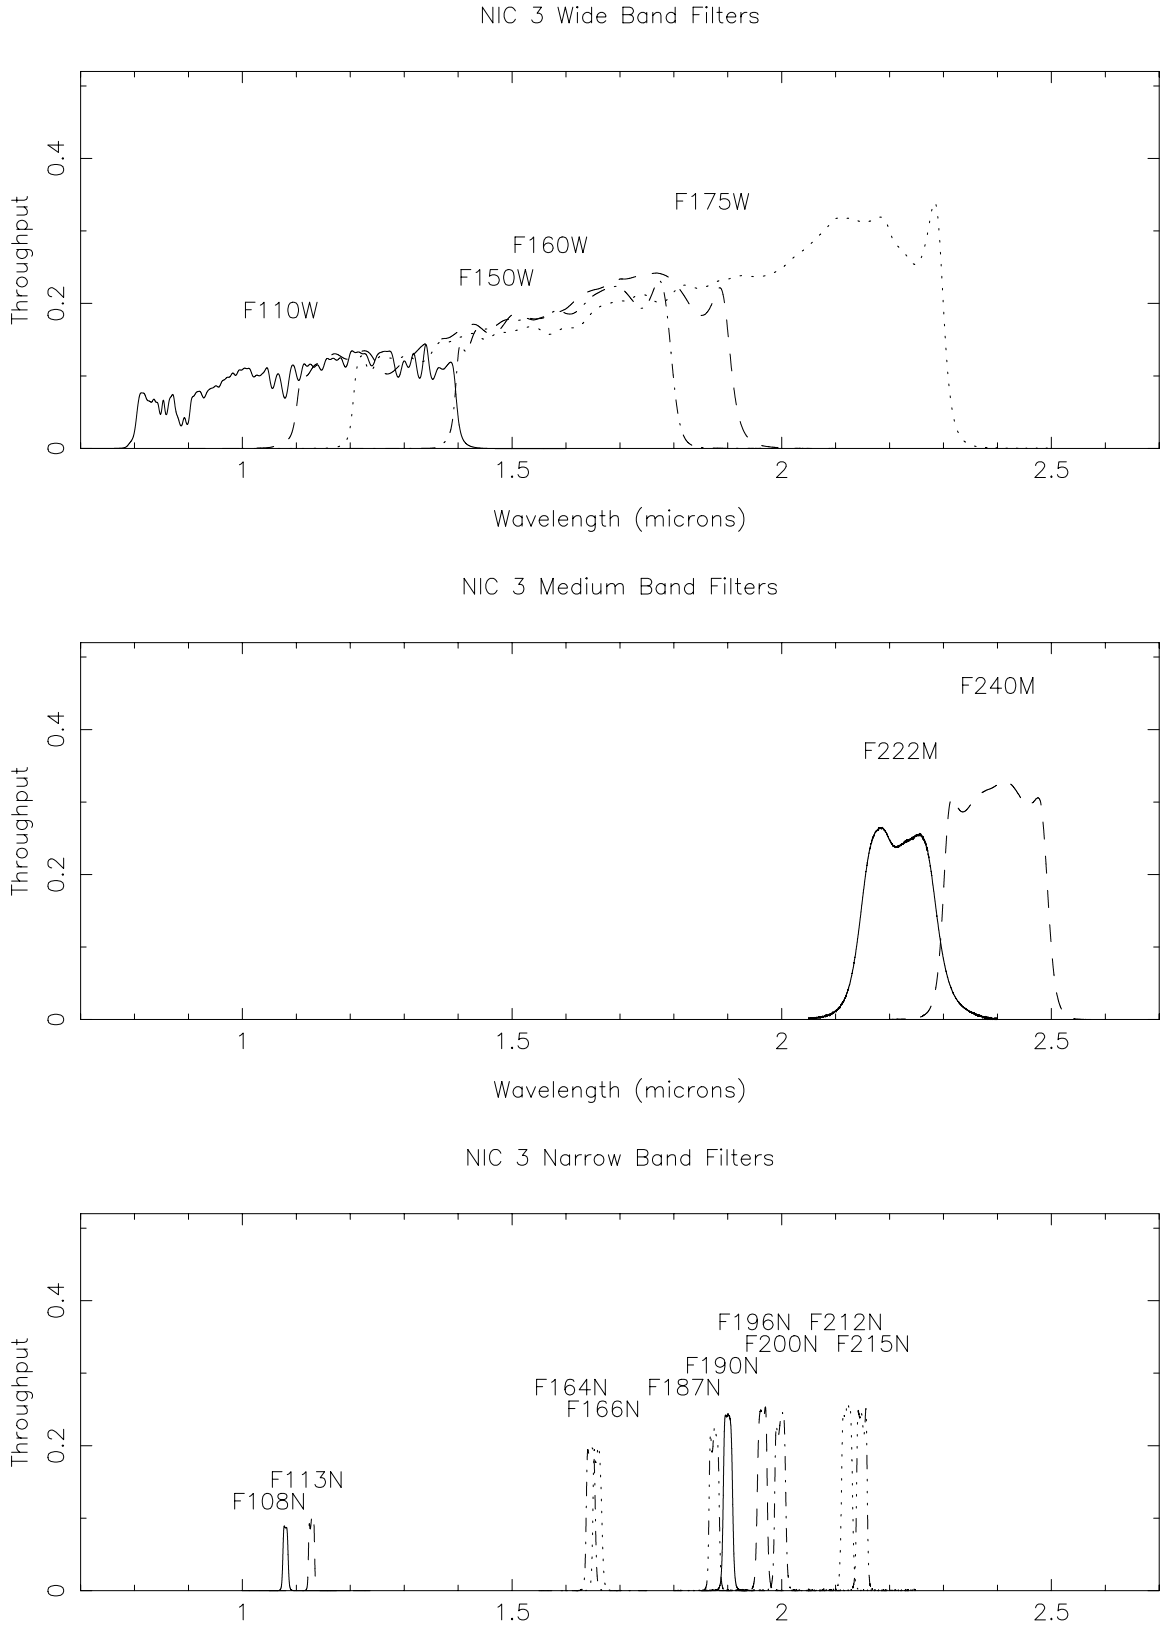 NIC 3 Wide Band Filters
Throughput
0.4
0.2
0
F175W
F160W
F150W
F110W
1 1.5 2 2.5
Wavelength (microns)
NIC 3 Medium Band Filters
Throughput
0.4
0.2
0
F240M
F222M
1 1.5 2 2.5
Wavelength (microns)
NIC 3 Narrow Band Filters
Throughput
0.4
0.2
0
F196N F212N
F200N F215N
F190N
F164N F187N
F166N
F113N
F108N
1 1.5 2 2.5